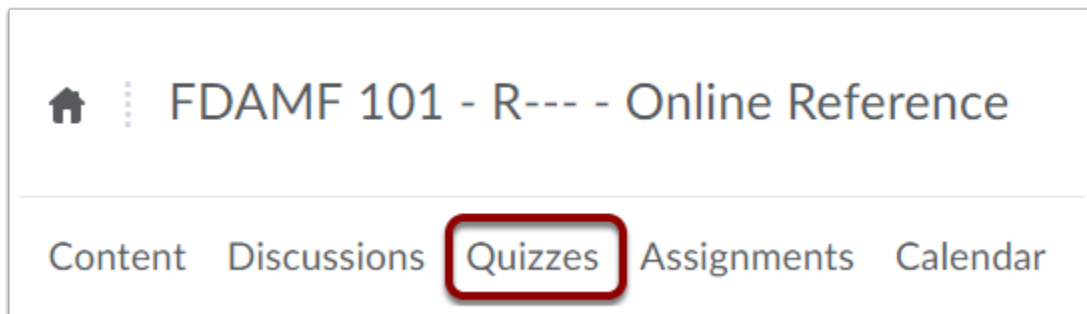 FDAMF 101 - R--- - Online Reference
Content Discussions Quizzes Assignments Calendar